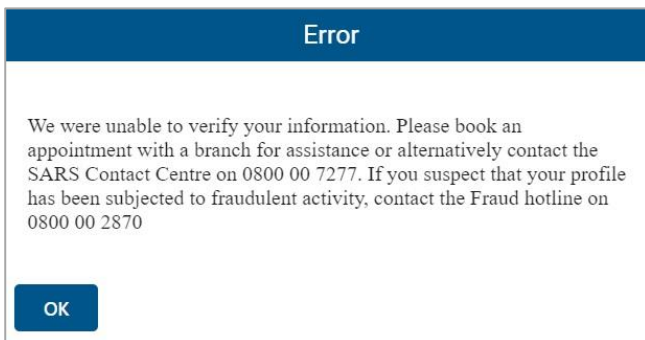 Error
We were unable to verify your information. Please book an
appointment with a branch for assistance or alternatively contact the
SARS Contact Centre on 0800 00 7277. If you suspect that your profile
has been subjected to fraudulent activity, contact the Fraud hotline on
0800 00 2870
OK